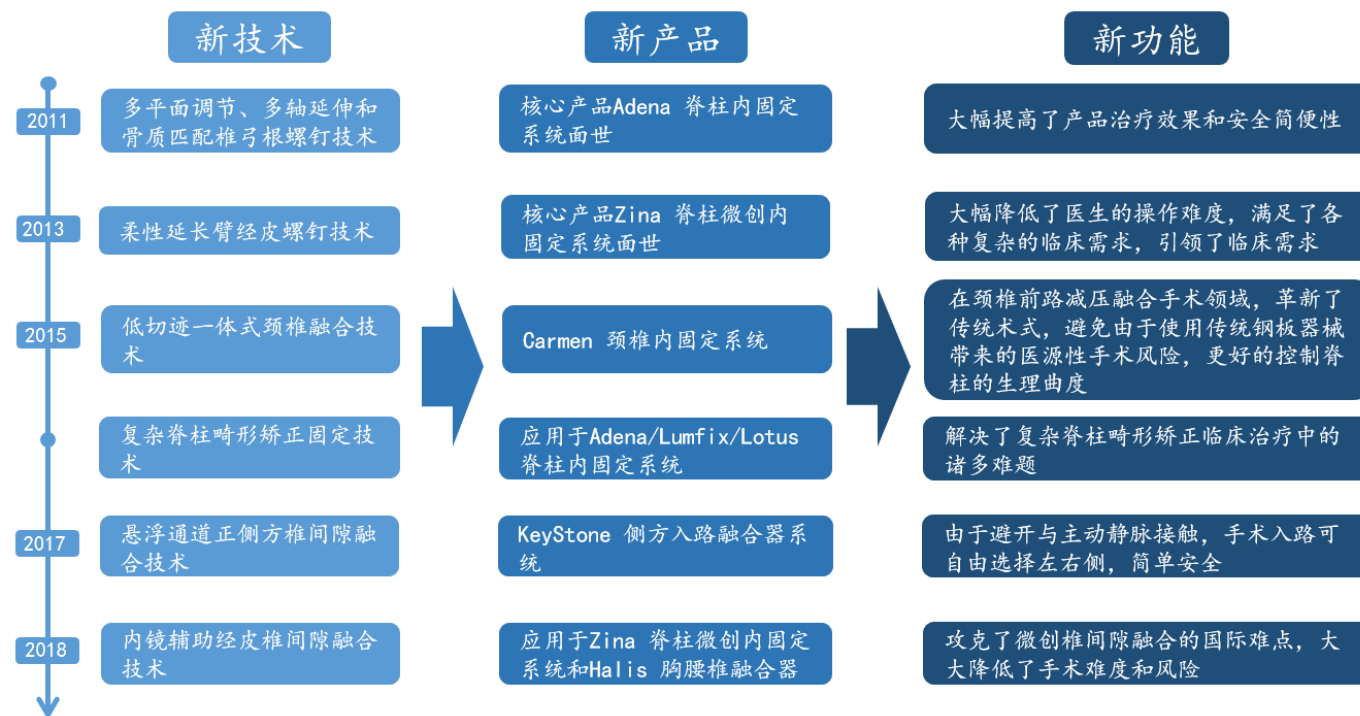 新技术
新产品
新功能
2011
多平面调节、多轴延伸和
骨质匹配椎弓根螺钉技术
核心产品Adena 脊柱内固定
系统面世
大幅提高了产品治疗效果和安全简便性
2013
柔性延长臂经皮螺钉技术
核心产品Zina 脊柱微创内
固定系统面世
大幅降低了医生的操作难度，满足了各
种复杂的临床需求，引领了临床需求
2015
低切迹一体式颈椎融合技
术
Carmen 颈椎内固定系统
在颈椎前路减压融合手术领域，革新了
传统术式，避免由于使用传统钢板器械
带来的医源性手术风险，更好的控制脊
柱的生理曲度
复杂脊柱畸形矫正固定技
术
应用于Adena/Lumfix/Lotus
脊柱内固定系统
解决了复杂脊柱畸形矫正临床治疗中的
诸多难题
2017
悬浮通道正侧方椎间隙融
合技术
KeyStone 侧方入路融合器系
统
由于避开与主动静脉接触，手术入路可
自由选择左右侧，简单安全
2018
内镜辅助经皮椎间隙融合
技术
应用于Zina 脊柱微创内固定
系统和Halis 胸腰椎融合器
攻克了微创椎间隙融合的国际难点，大
大降低了手术难度和风险